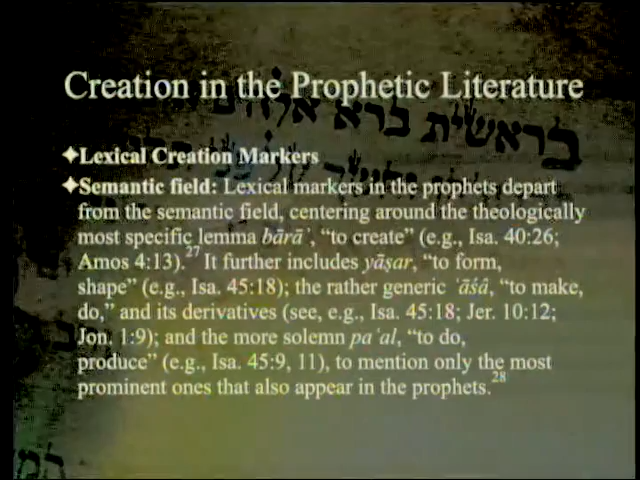 Creation in the Prophetic Literature
בראשית ברא אלהים
✦Lexical Creation Markers
✦Semantic field: Lexical markers in the prophets depart
from the semantic field, centering around the theologically
most specific lemma bārāʾ, “to create” (e.g., Isa. 40:26;
Amos 4:13).27 It further includes yāṣar, “to form,
shape” (e.g., Isa. 45:18); the rather generic ʿāśâ, “to make,
do,” and its derivatives (see, e.g., Isa. 45:18; Jer. 10:12;
Jon. 1:9); and the more solemn paʿal, “to do,
produce” (e.g., Isa. 45:9, 11), to mention only the most
prominent ones that also appear in the prophets.28